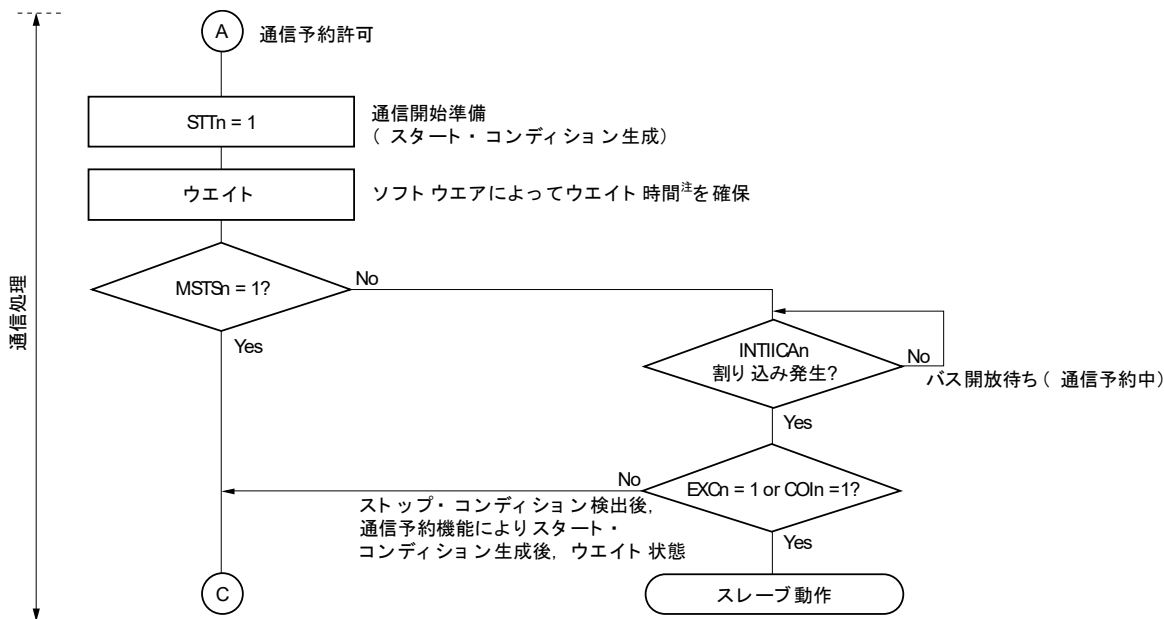 A 通信予約許可
STTn = 1
通信開始準備
(スタート・コンディション生成)
ウエイト
ソフトウエアによってウエイト時間注を確保
MSTSn = 1?
No
Yes
INTIICAn
割り込み発生?
No
バス開放待ち(通信予約中)
Yes
EXCn = 1 or COIn =1?
No
ストップ・コンディション検出後,
通信予約機能によりスタート・
コンディション生成後, ウエイト状態
Yes
C
スレーブ動作
通信処理